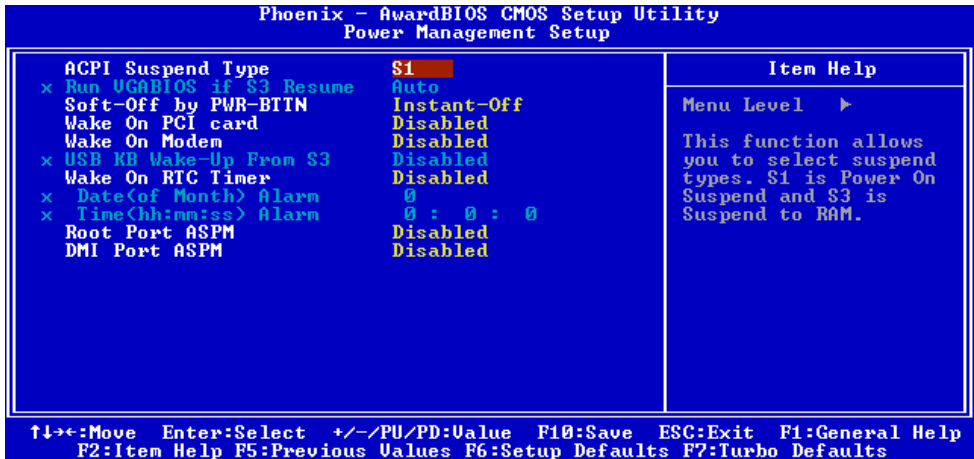 Phoenix - AwardBIOS CMOS Setup Utility
Power Management Setup
ACPI Suspend Type S1
x Run VGABIOS if S3 Resume Auto
Soft-Off by PWR-BTTN Instant-Off
Wake On PCI card Disabled
Wake On Modem Disabled
x USB KB Wake-Up From S3 Disabled
Wake On RTC Timer Disabled
x Date(of Month) Alarm 0
x Time(hh:mm:ss) Alarm 0 : 0 : 0
Root Port ASPM Disabled
DMI Port ASPM Disabled
Item Help
Menu Level ►
This function allows
you to select suspend
types. S1 is Power On
Suspend and S3 is
Suspend to RAM.
↑↓→←:Move Enter:Select +/-/PU/PD:Value F10:Save ESC:Exit F1:General Help
F2:Item Help F5:Previous Values F6:Setup Defaults F7:Turbo Defaults